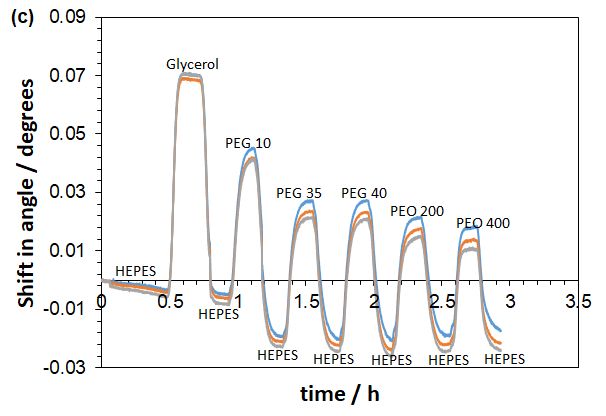 (c)
0.09
0.07
0.05
0.03
0.01
-0.01
-0.03
Shift in angle / degrees
Glycerol
PEG 10
PEG 35
PEG 40
PEO 200
PEO 400
HEPES
0
0.5
1
1.5
2
2.5
3
3.5
HEPES
HEPES
HEPES
HEPES
HEPES
HEPES
time / h